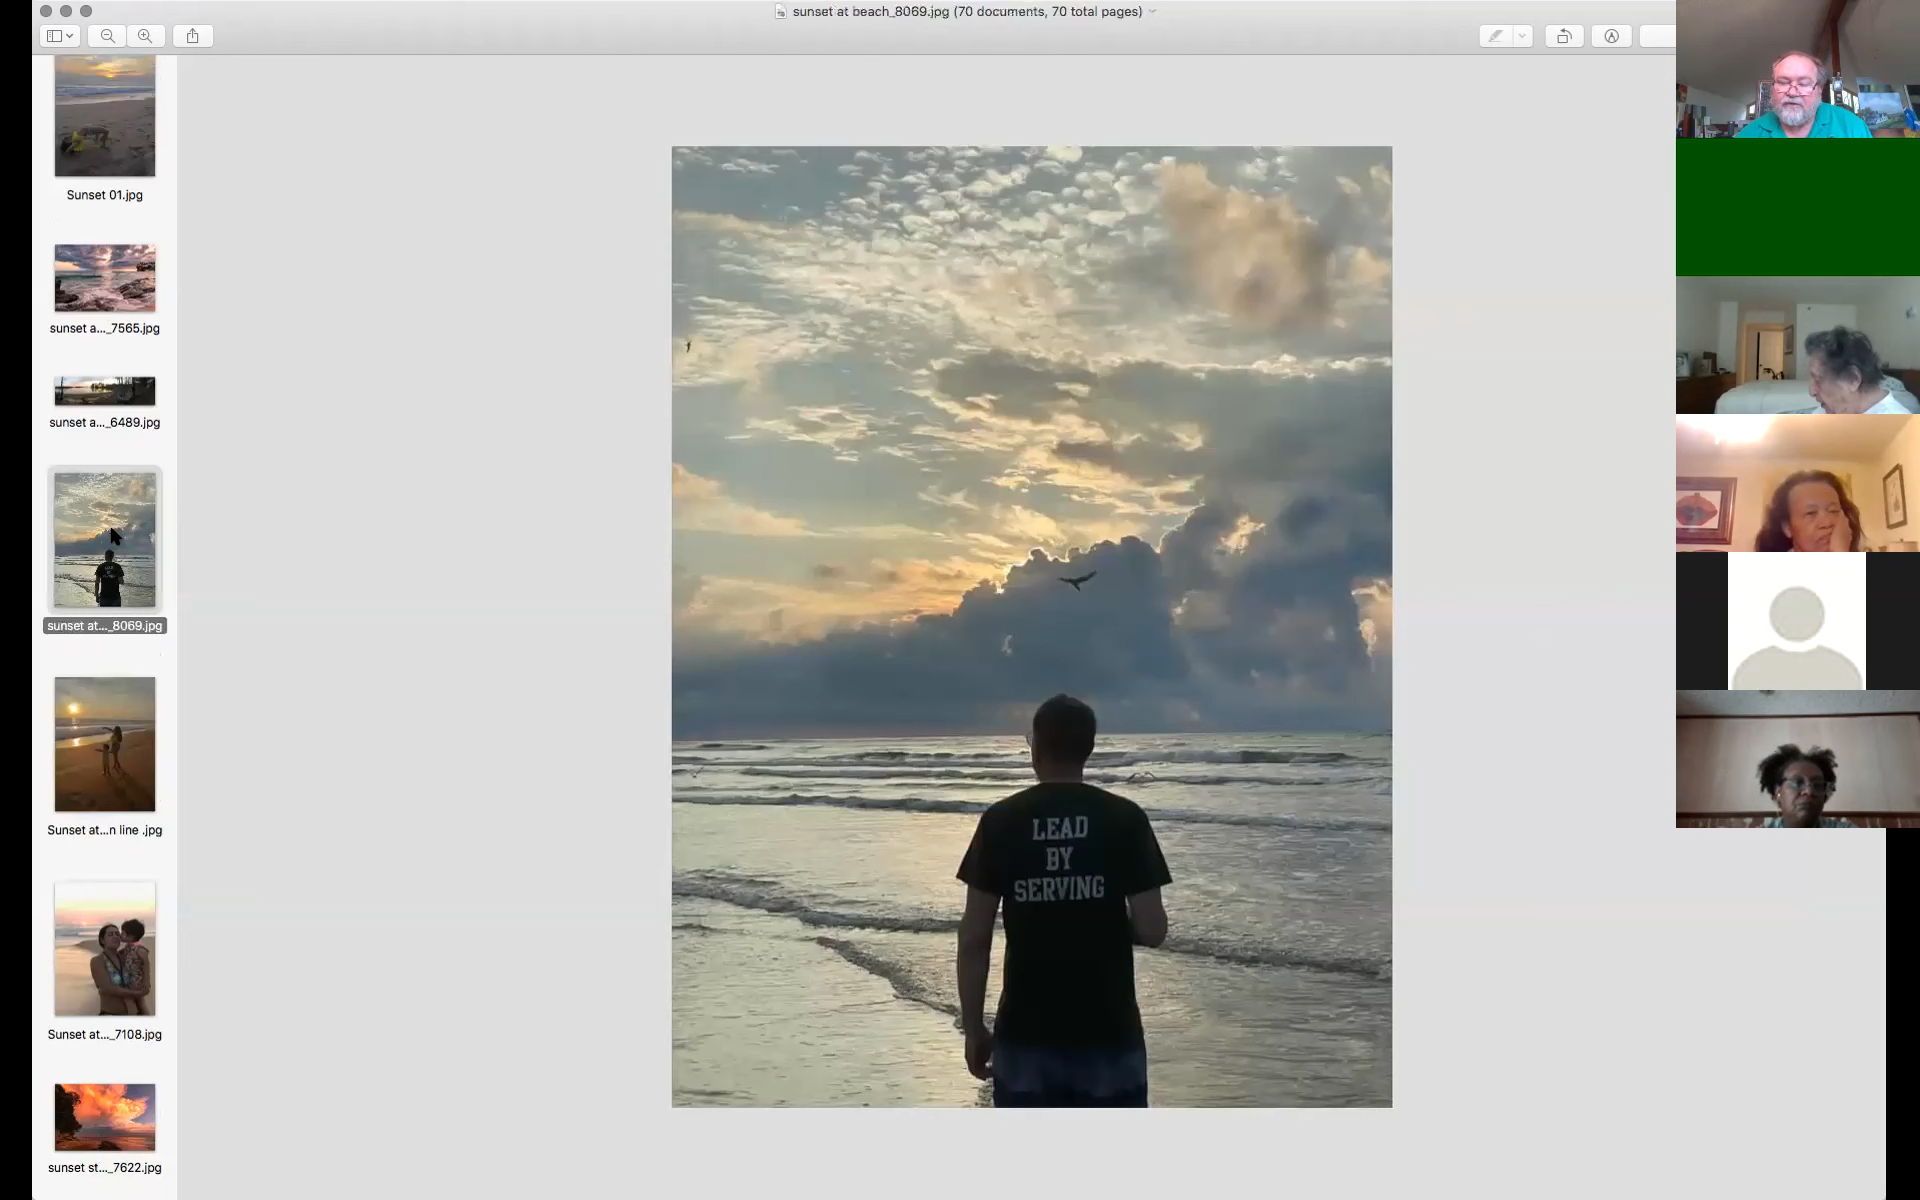 sunset at beach_8069.jpg (70 documents, 70 total pages)
Sunset 01.jpg
sunset a..._7565.jpg
sunset a..._6489.jpg
sunset at..._8069.jpg
Sunset at...n line .jpg
Sunset at..._7108.jpg
sunset st..._7622.jpg
LEAD
BY
SERVING